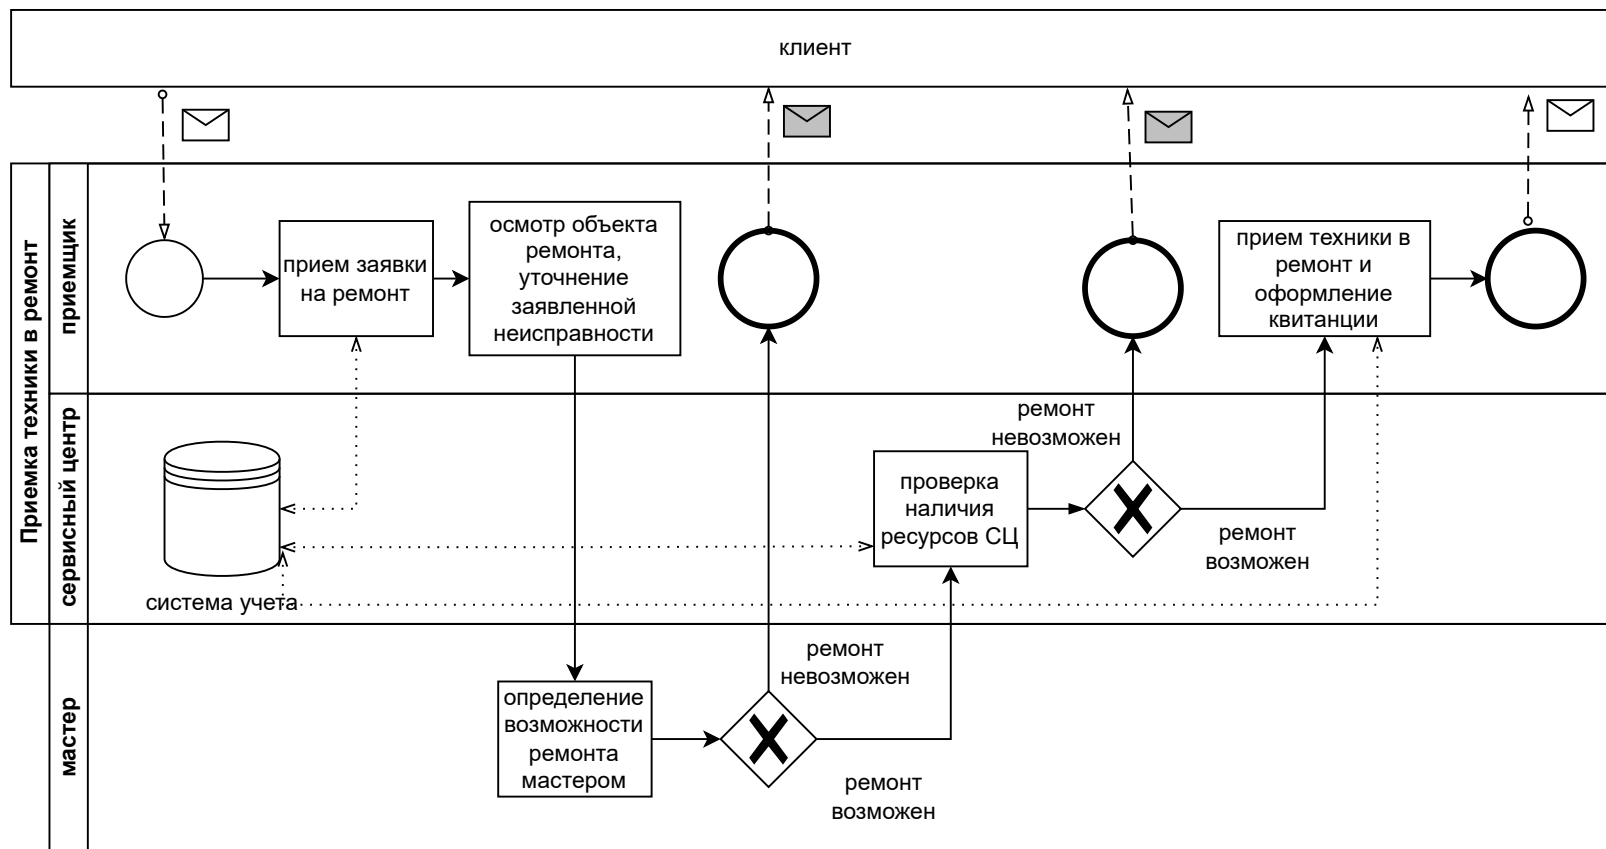 клиент
Приемка техники в ремонт
приемщик
прием заявки
на ремонт
осмотр объекта
ремонта,
уточнение
заявленной
неисправности
прием техники в
ремонт и
оформление
квитанции
сервисный центр
система учета
проверка
наличия
ресурсов СЦ
ремонт
невозможен
ремонт
возможен
мастер
определение
возможности
ремонта
мастером
ремонт
невозможен
ремонт
возможен